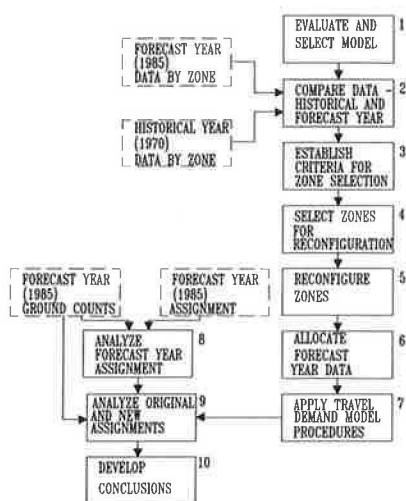 EVALUATE AND
SELECT MODEL
1
FORECAST YEAR
(1985)
DATA BY ZONE
COMPARE DATA -
HISTORICAL AND
FORECAST YEAR
2
HISTORICAL YEAR
(1970)
DATA BY ZONE
ESTABLISH
CRITERIA FOR
ZONE SELECTION
3
SELECT ZONES
FOR
RECONFIGURATION
4
RECONFIGURE
ZONES
5
FORECAST YEAR
(1985)
GROUND COUNTS
FORECAST YEAR
(1985)
ASSIGNMENT
ANALYZE
FORECAST YEAR
ASSIGNMENT
8
ALLOCATE
FORECAST
YEAR DATA
6
ANALYZE ORIGINAL
AND NEW
ASSIGNMENTS
9
APPLY TRAVEL
DEMAND MODEL
PROCEDURES
7
DEVELOP
CONCLUSIONS
10